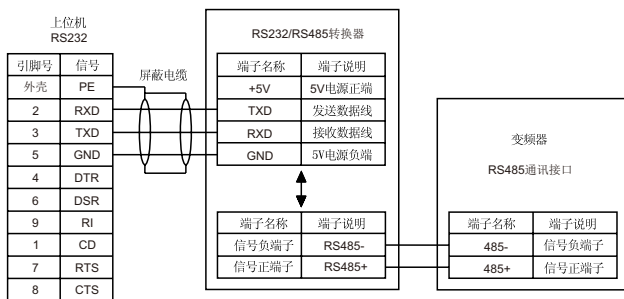 上位机
RS232
引脚号 信号
外壳 PE
2 RXD
3 TXD
5 GND
4 DTR
6 DSR
9 RI
1 CD
7 RTS
8 CTS
屏蔽电缆
RS232/RS485转换器
端子名称 端子说明
+5V 5V电源正端
TXD 发送数据线
RXD 接收数据线
GND 5V电源负端
端子名称 端子说明
信号负端子 RS485-
信号正端子 RS485+
变频器
RS485通讯接口
端子名称 端子说明
485- 信号负端子
485+ 信号正端子